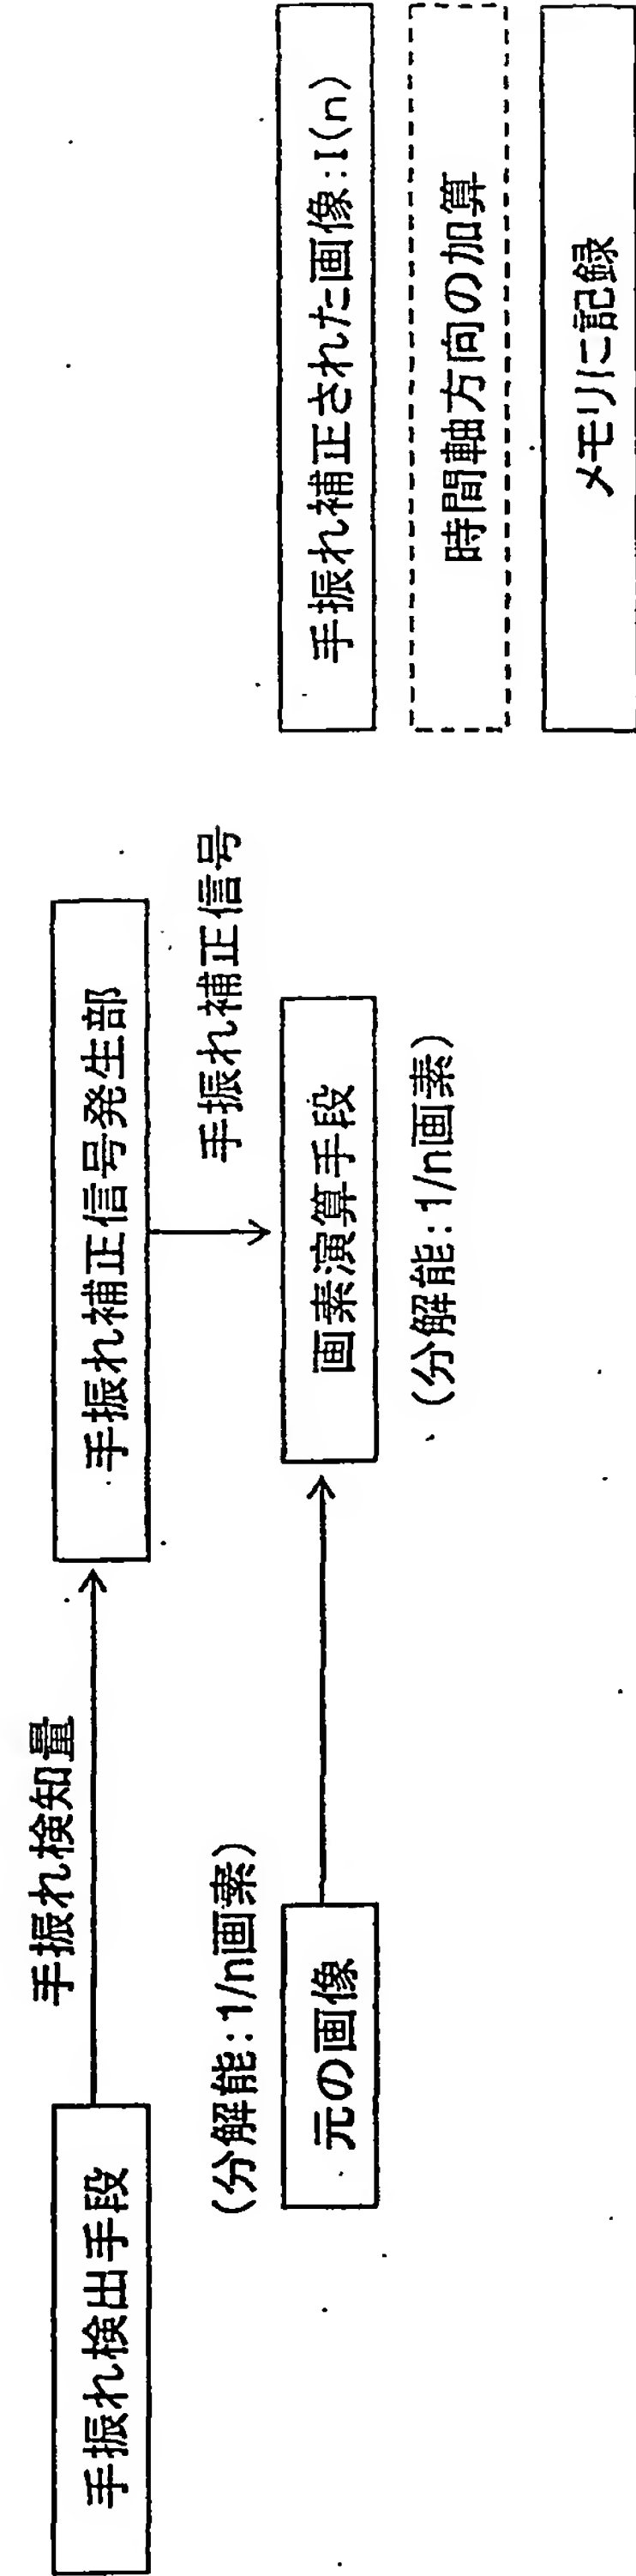 手振れ検知量
手振れ検出手段
手振れ補正信号発生部
手振れ補正信号
(分解能:1/n画素)
元の画像
画素演算手段
(分解能:1/n画素)
手振れ補正された画像:I(n)
時間軸方向の加算
メモリに記録